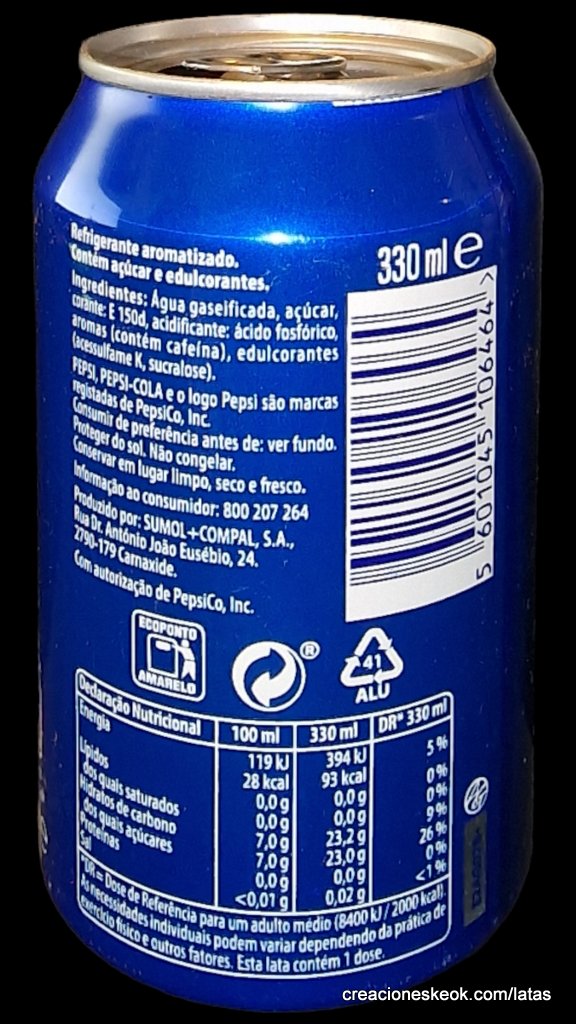 Refrigerante aromatizado.
Contém açúcar e edulcorantes.
Ingredientes: Água gaseificada, açúcar,
corante: E 150d, acidificante: ácido fosfórico,
aromas (contém cafeína), edulcorantes
(acessulfame K, sucralose).
PEPSI, PEPSI-COLA e o logo Pepsi são marcas
registadas de PepsiCo, Inc.
Consumir de preferência antes de: ver fundo.
Proteger do sol. Não congelar.
Conservar em lugar limpo, seco e fresco.
Informação ao consumidor: 800 207 264
Produzido por: SUMOL+COMPAL, S.A.,
Rua Dr. António João Eusébio, 24.
2790-179 Carnaxide.
Com autorização de PepsiCo, Inc.
330 ml e
5 601045 106464 >
ECOPONTO
AMARELO
®
41
ALU
Declaração Nutricional 100 ml 330 ml DR* 330 ml
Energia 119 kJ 394 kJ 5 %
28 kcal 93 kcal
Lípidos 0,0 g 0,0 g 0 %
dos quais saturados 0,0 g 0,0 g 0 %
Hidratos de carbono 7,0 g 23,2 g 9 %
dos quais açúcares 7,0 g 23,0 g 26 %
Proteínas 0,0 g 0,0 g 0 %
Sal <0,01 g 0,02 g <1 %
*DR = Dose de Referência para um adulto médio (8400 kJ / 2000 kcal).
As necessidades individuais podem variar dependendo da prática de
exercício físico e outros fatores. Esta lata contém 1 dose.
creacioneskeok.com/latas